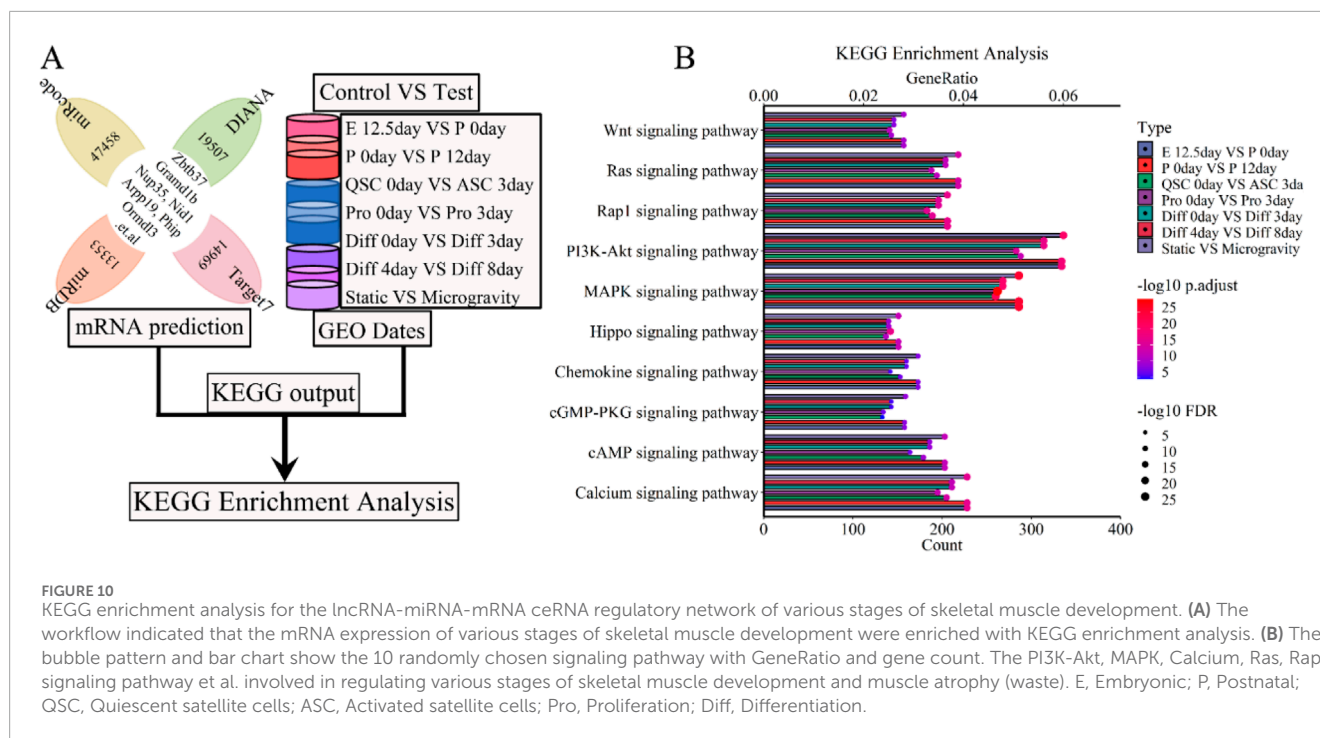 A
miRcode
47458
DIANA
19507
Zbtb37
Gramd1b
Nup35, Nid1
Arpp19, Phip
Ormdl3
.et.al
miRDB
13353
Target7
14969
mRNA prediction
Control VS Test
E 12.5day VS P 0day
P 0day VS P 12day
QSC 0day VS ASC 3day
Pro 0day VS Pro 3day
Diff 0day VS Diff 3day
Diff 4day VS Diff 8day
Static VS Microgravity
GEO Dates
KEGG output
KEGG Enrichment Analysis
B
KEGG Enrichment Analysis
GeneRatio
0.00 0.02 0.04 0.06
Wnt signaling pathway
Ras signaling pathway
Rap1 signaling pathway
PI3K-Akt signaling pathway
MAPK signaling pathway
Hippo signaling pathway
Chemokine signaling pathway
cGMP-PKG signaling pathway
cAMP signaling pathway
Calcium signaling pathway
0 100 200 300 400
Count
Type
E 12.5day VS P 0day
P 0day VS P 12day
QSC 0day VS ASC 3da
Pro 0day VS Pro 3day
Diff 0day VS Diff 3day
Diff 4day VS Diff 8day
Static VS Microgravity
-log10 p.adjust
25
20
15
10
5
-log10 FDR
5
10
15
20
25
FIGURE 10
KEGG enrichment analysis for the lncRNA-miRNA-mRNA ceRNA regulatory network of various stages of skeletal muscle development. (A) The
workflow indicated that the mRNA expression of various stages of skeletal muscle development were enriched with KEGG enrichment analysis. (B) The
bubble pattern and bar chart show the 10 randomly chosen signaling pathway with GeneRatio and gene count. The PI3K-Akt, MAPK, Calcium, Ras, Rap
signaling pathway et al. involved in regulating various stages of skeletal muscle development and muscle atrophy (waste). E, Embryonic; P, Postnatal;
QSC, Quiescent satellite cells; ASC, Activated satellite cells; Pro, Proliferation; Diff, Differentiation.